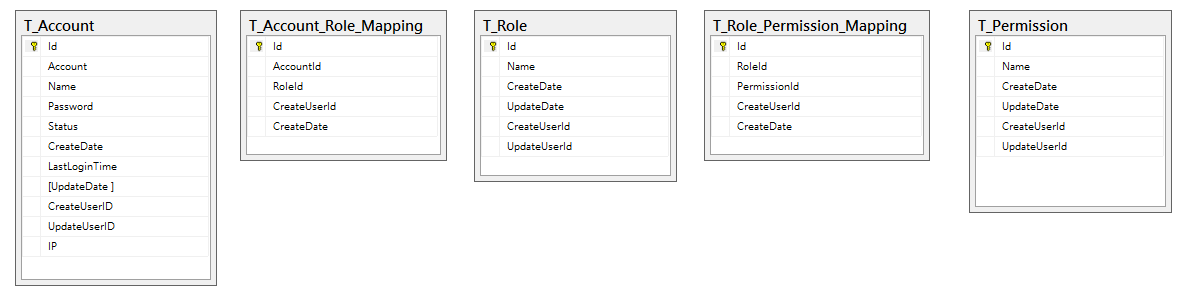 T_Account
Id
Account
Name
Password
Status
CreateDate
LastLoginTime
[UpdateDate ]
CreateUserID
UpdateUserID
IP
T_Account_Role_Mapping
Id
AccountId
RoleId
CreateUserId
CreateDate
T_Role
Id
Name
CreateDate
UpdateDate
CreateUserId
UpdateUserId
T_Role_Permission_Mapping
Id
RoleId
PermissionId
CreateUserId
CreateDate
T_Permission
Id
Name
CreateDate
UpdateDate
CreateUserId
UpdateUserId